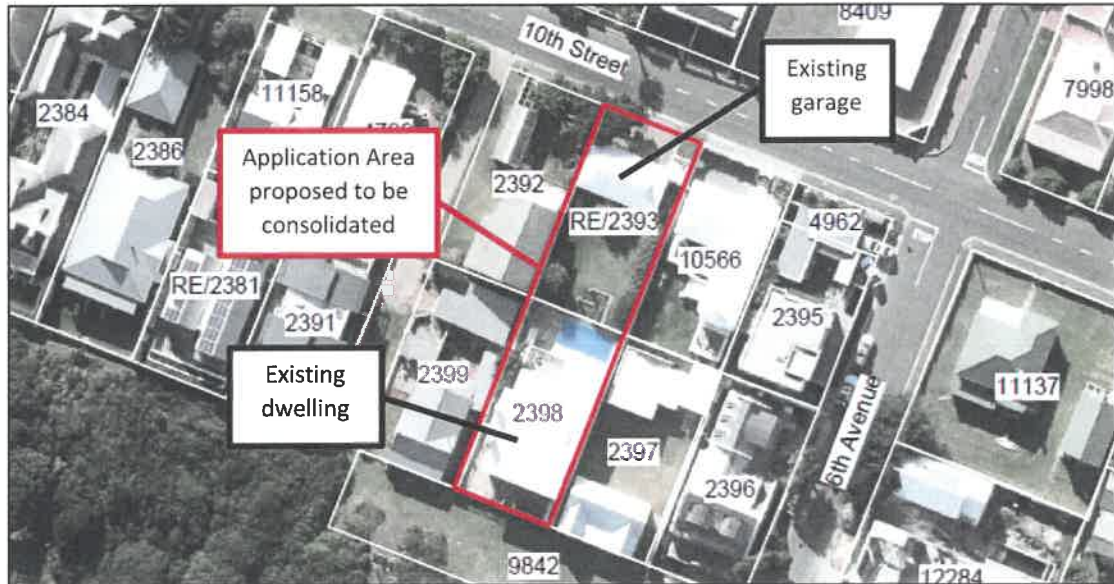 8409
10th Street
Existing
garage
7998
2384
2386
11158
Application Area
proposed to be
consolidated
2392
RE/2393
4962
10566
RE/2381
2391
2395
2399
Existing
dwelling
2398
2397
2396
6th Avenue
11137
9842
12284